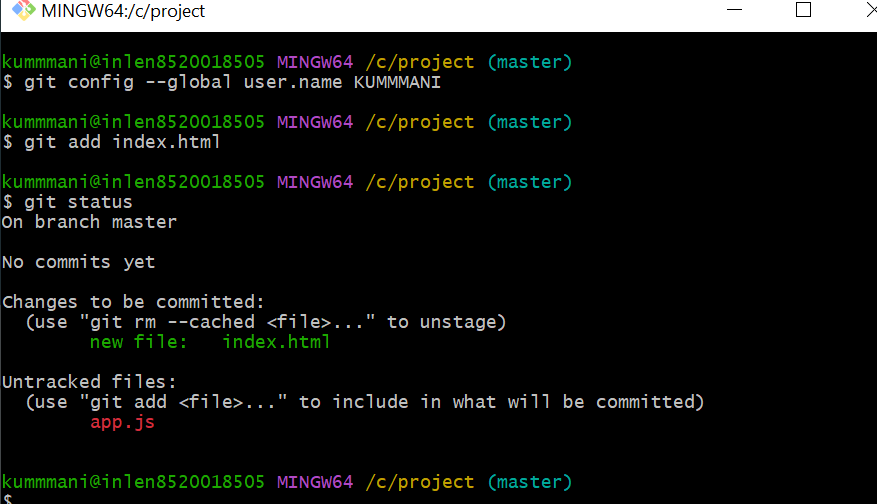 MINGW64:/c/project
kummmani@inlen8520018505 MINGW64 /c/project (master)
$ git config --global user.name KUMMMANI
kummmani@inlen8520018505 MINGW64 /c/project (master)
$ git add index.html
kummmani@inlen8520018505 MINGW64 /c/project (master)
$ git status
On branch master
No commits yet
Changes to be committed:
(use "git rm --cached <file>..." to unstage)
new file: index.html
Untracked files:
(use "git add <file>..." to include in what will be committed)
app.js
kummmani@inlen8520018505 MINGW64 /c/project (master)
$